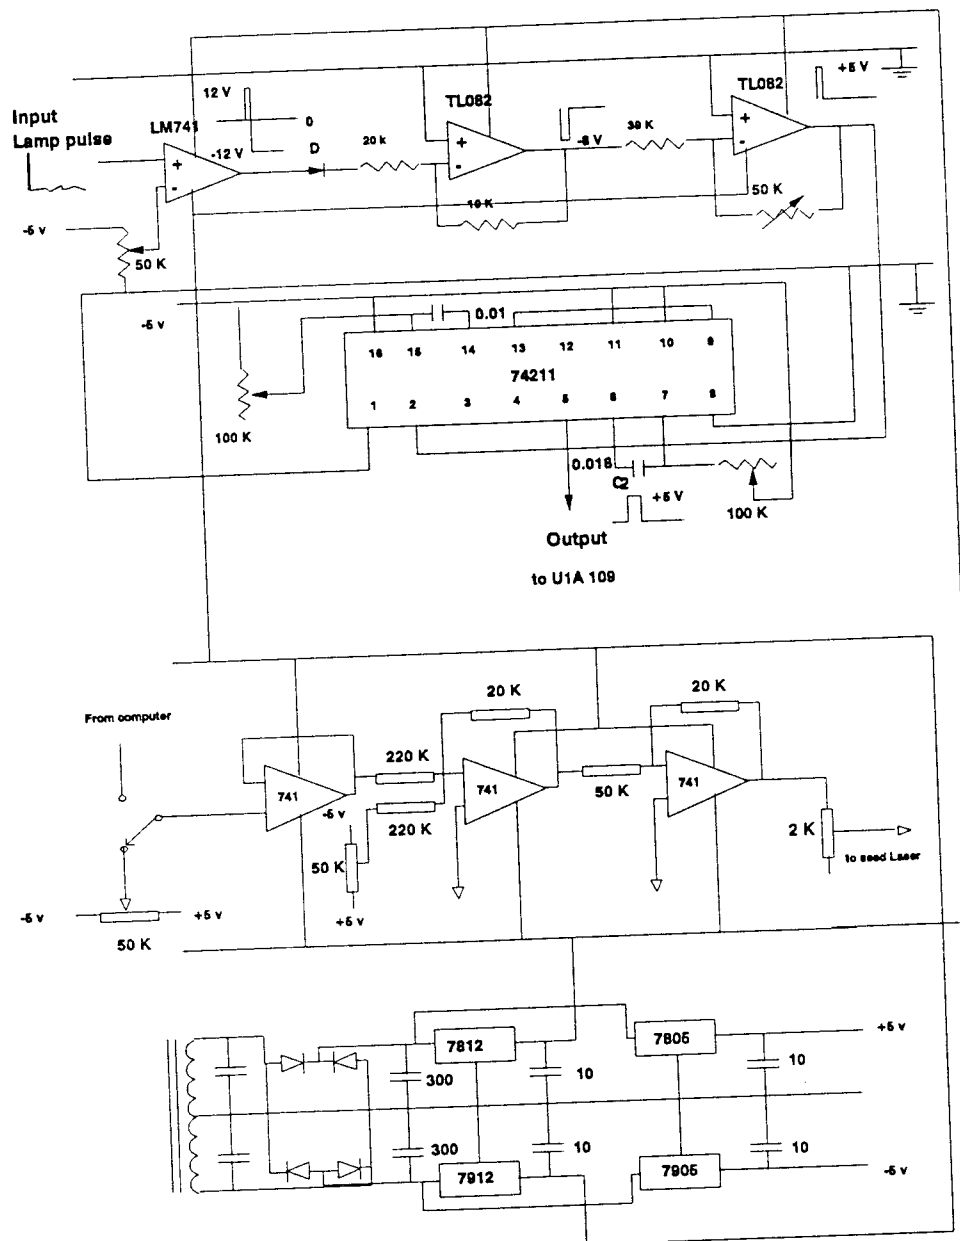 12 V
+5 V
TL082
TL082
Input
Lamp pulse
LM741
0
-12 V
D
20 k
+
-
+
-
-6 V
39 K
+
-
10 K
50 K
-5 v
50 K
-5 v
0.01
16 15 14 13 12 11 10 9
74211
1 2 3 4 5 6 7 8
100 K
0.018
C2
+5 V
100 K
Output
to U1A 109
From computer
20 K
20 K
220 K
741
741
50 K
741
-5 v
220 K
2 K
to seed Laser
50 K
-5 v
+5 v
+5 v
50 K
7812
7805
+5 v
300
10
10
300
10
10
7912
7905
-5 v